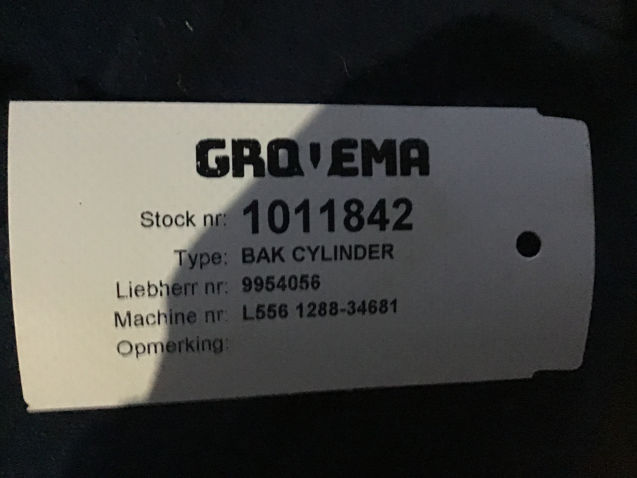 GROVEMA
Stock nr: 1011842
Type: BAK CYLINDER
Liebherr nr: 9954056
Machine nr: L556 1288-34681
Opmerking: